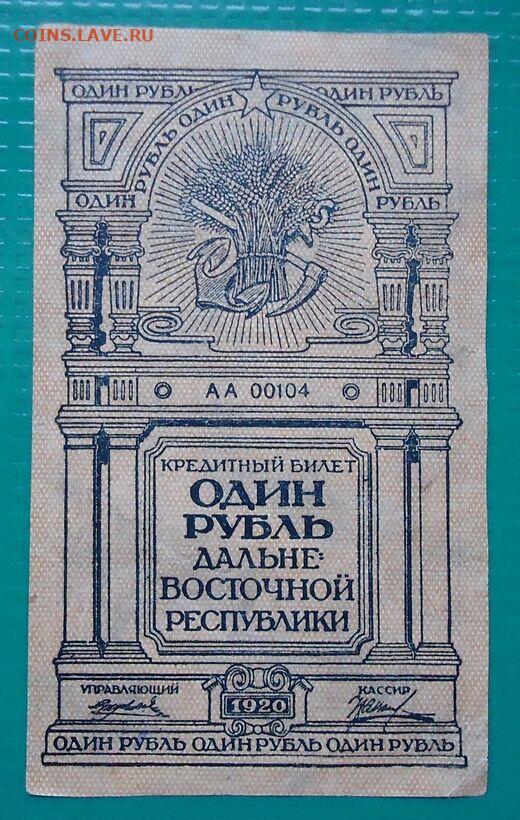 COINS.LAVE.РУ
ОДИН РУБЛЬ ОДИН РУБЛЬ
ОДИН РУБЛЬ ОДИН РУБЛЬ ОДИН РУБЛЬ
АА 00104
КРЕДИТНЫЙ БИЛЕТ
ОДИН
РУБЛЬ
ДАЛЬНЕ-
ВОСТОЧНОЙ
РЕСПУБЛИКИ
УПРАВЛЯЮЩИЙ 1920 КАССИР
ОДИН РУБЛЬ ОДИН РУБЛЬ ОДИН РУБЛЬ